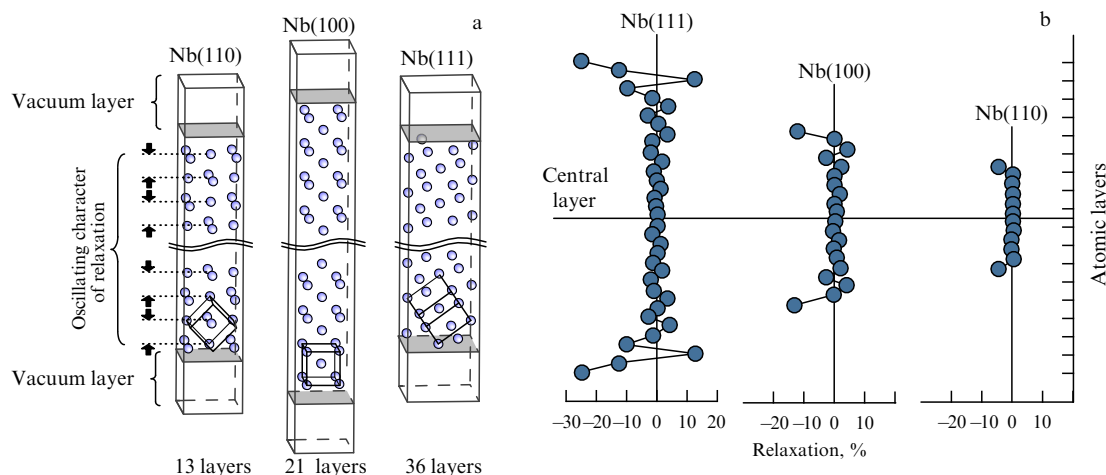 a
Nb(110)
Nb(100)
Nb(111)
Vacuum layer
Oscillating character
of relaxation
Vacuum layer
13 layers
21 layers
36 layers
b
Nb(111)
Nb(100)
Nb(110)
Central
layer
Atomic layers
–30 –20 –10 0 10 20
–20 –10 0 10
–20 –10 0 10
Relaxation, %